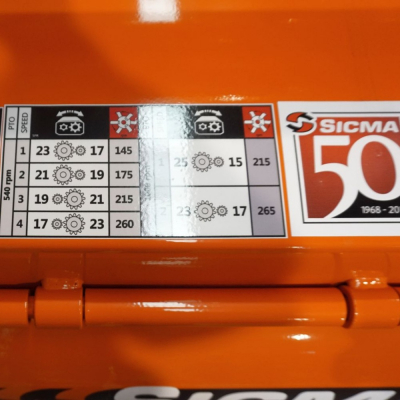 PTO SPEED
540 rpm
1 23 17 145
2 21 19 175
3 19 21 215
4 17 23 260
1 25 15 215
2 23 17 265
SICMA
50
1968 - 20
SICMA